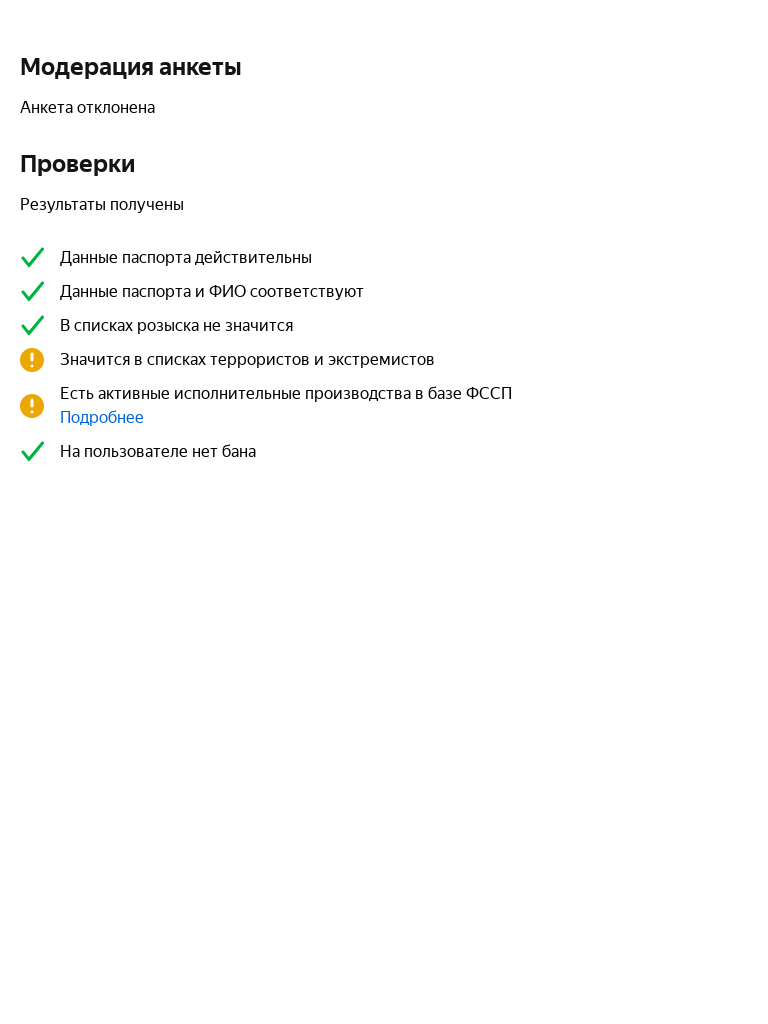 Модерация анкеты
Анкета отклонена
Проверки
Результаты получены
Данные паспорта действительны
Данные паспорта и ФИО соответствуют
В списках розыска не значится
Значится в списках террористов и экстремистов
Есть активные исполнительные производства в базе ФССП
Подробнее
На пользователе нет бана